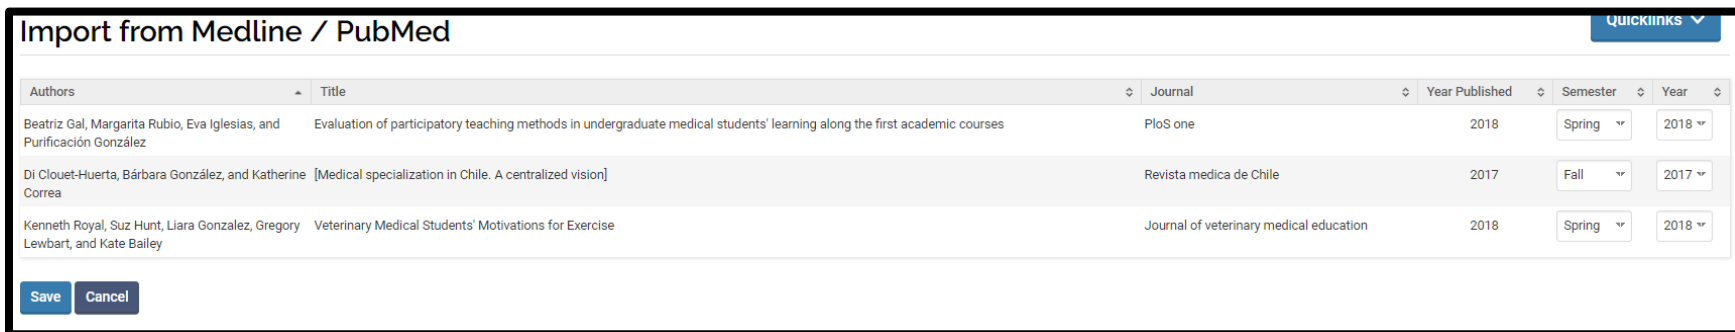 Import from Medline / PubMed
Quicklinks
Authors Title Journal Year Published Semester Year
Beatriz Gal, Margarita Rubio, Eva Iglesias, and Evaluation of participatory teaching methods in undergraduate medical students' learning along the first academic courses PloS one 2018 Spring 2018
Purificación González
Di Clouet-Huerta, Bárbara González, and Katherine [Medical specialization in Chile. A centralized vision] Revista medica de Chile 2017 Fall 2017
Correa
Kenneth Royal, Suz Hunt, Liara Gonzalez, Gregory Veterinary Medical Students' Motivations for Exercise Journal of veterinary medical education 2018 Spring 2018
Lewbart, and Kate Bailey
Save Cancel